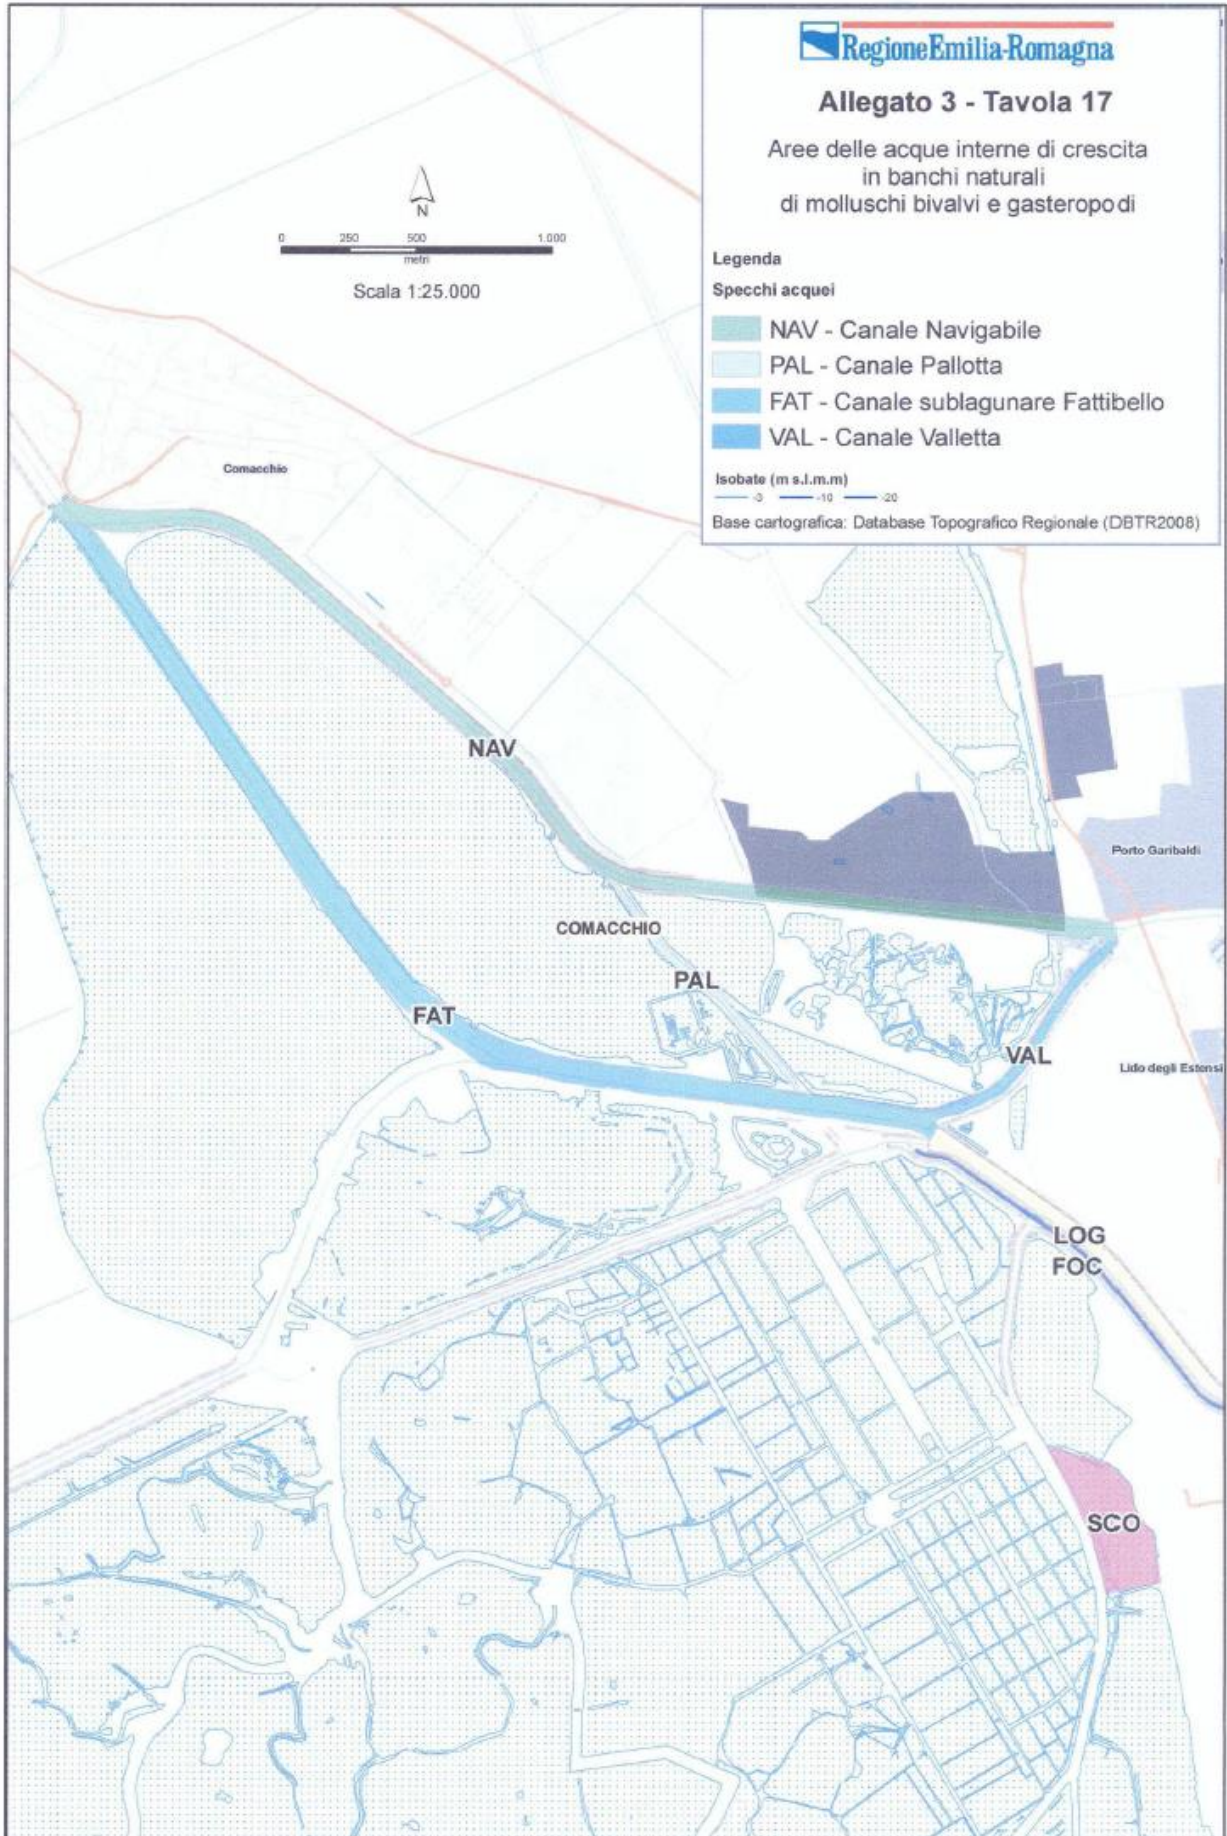 RegioneEmilia-Romagna
Allegato 3 - Tavola 17
Aree delle acque interne di crescita
in banchi naturali
di molluschi bivalvi e gasteropodi
Legenda
Specchi acquei
NAV - Canale Navigabile
PAL - Canale Pallotta
FAT - Canale sublagunare Fattibello
VAL - Canale Valletta
Isobate (m s.l.m.m)
-3 -10 -20
Base cartografica: Database Topografico Regionale (DBTR2008)
N
0 250 500 1.000
metri
Scala 1:25.000
Comacchio
NAV
Porto Garibaldi
COMACCHIO
PAL
FAT
VAL
Lido degli Estensi
LOG
FOC
SCO